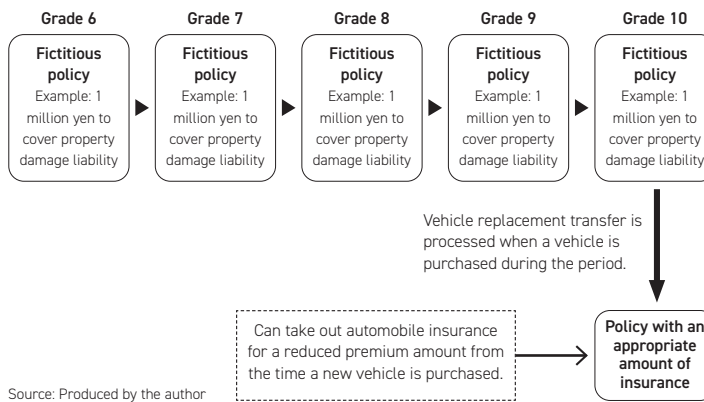 Grade 6
Grade 7
Grade 8
Grade 9
Grade 10
Fictitious
policy
Example: 1
million yen to
cover property
damage liability
Fictitious
policy
Example: 1
million yen to
cover property
damage liability
Fictitious
policy
Example: 1
million yen to
cover property
damage liability
Fictitious
policy
Example: 1
million yen to
cover property
damage liability
Fictitious
policy
Example: 1
million yen to
cover property
damage liability
Vehicle replacement transfer is
processed when a vehicle is
purchased during the period.
Can take out automobile insurance
for a reduced premium amount from
the time a new vehicle is purchased.
Policy with an
appropriate
amount of
insurance
Source: Produced by the author